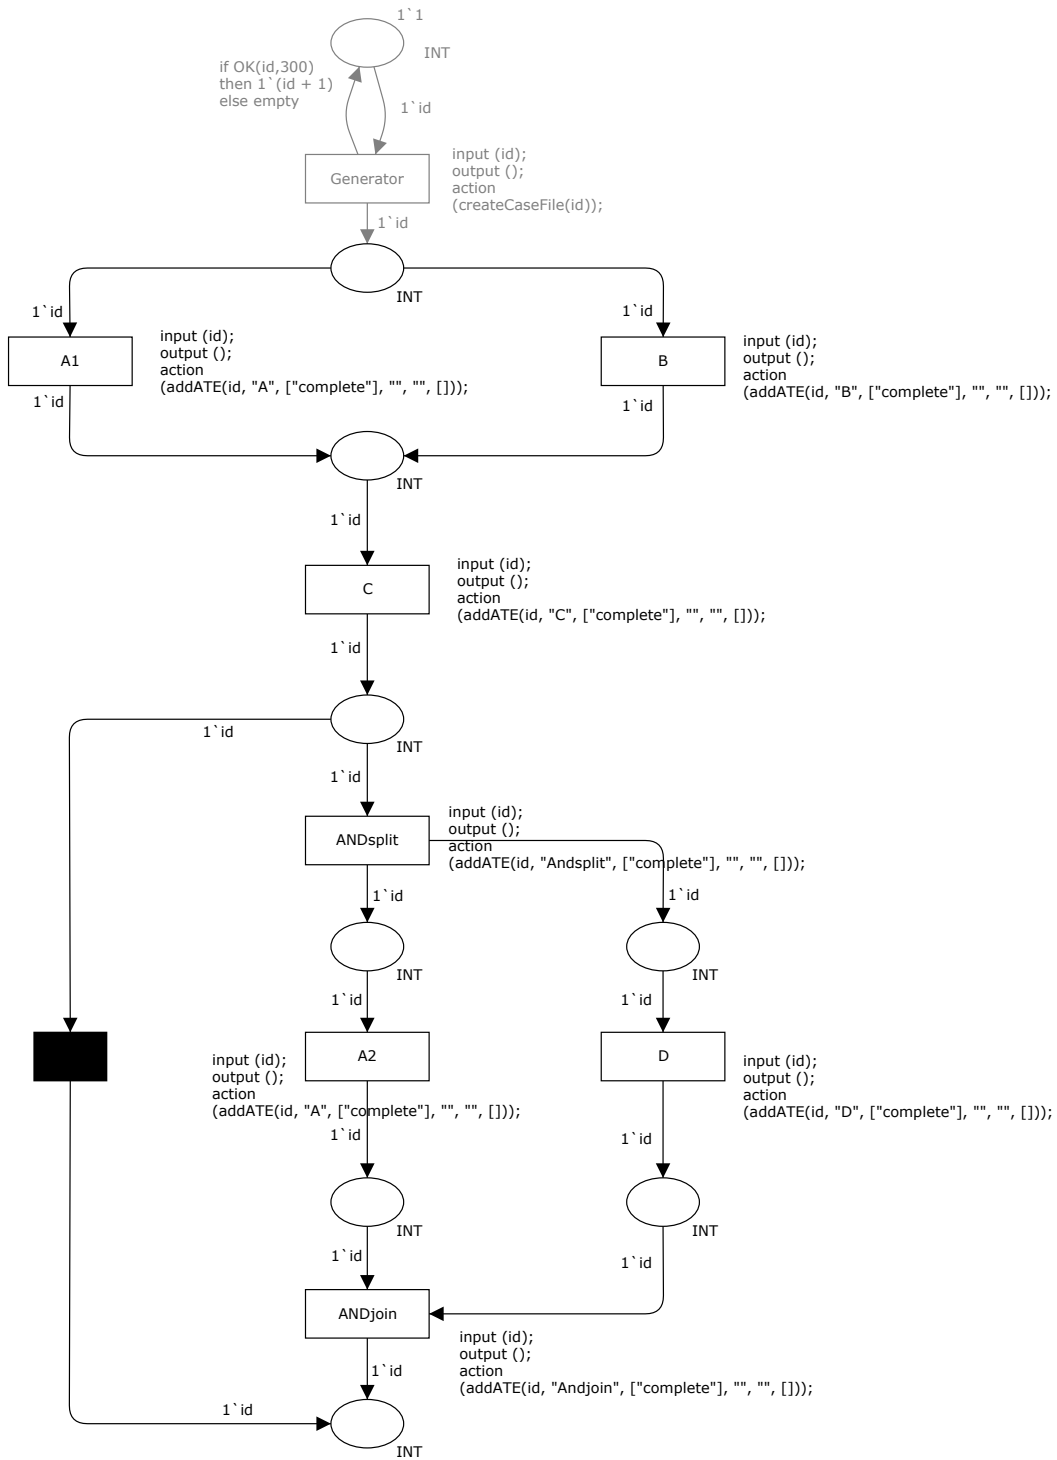 1`1
INT
if OK(id,300)
then 1`(id + 1)
else empty
1`id
input (id);
output ();
action
(createCaseFile(id));
Generator
1`id
INT
1`id
1`id
A1
input (id);
output ();
action
(addATE(id, "A", ["complete"], "", "", []));
B
input (id);
output ();
action
(addATE(id, "B", ["complete"], "", "", []));
1`id
1`id
INT
1`id
C
input (id);
output ();
action
(addATE(id, "C", ["complete"], "", "", []));
1`id
1`id
INT
1`id
ANDsplit
input (id);
output ();
action
(addATE(id, "Andsplit", ["complete"], "", "", []));
1`id
1`id
INT
INT
1`id
1`id
A2
input (id);
output ();
action
(addATE(id, "A", ["complete"], "", "", []));
D
input (id);
output ();
action
(addATE(id, "D", ["complete"], "", "", []));
1`id
1`id
INT
INT
1`id
1`id
ANDjoin
input (id);
output ();
action
(addATE(id, "Andjoin", ["complete"], "", "", []));
1`id
1`id
INT